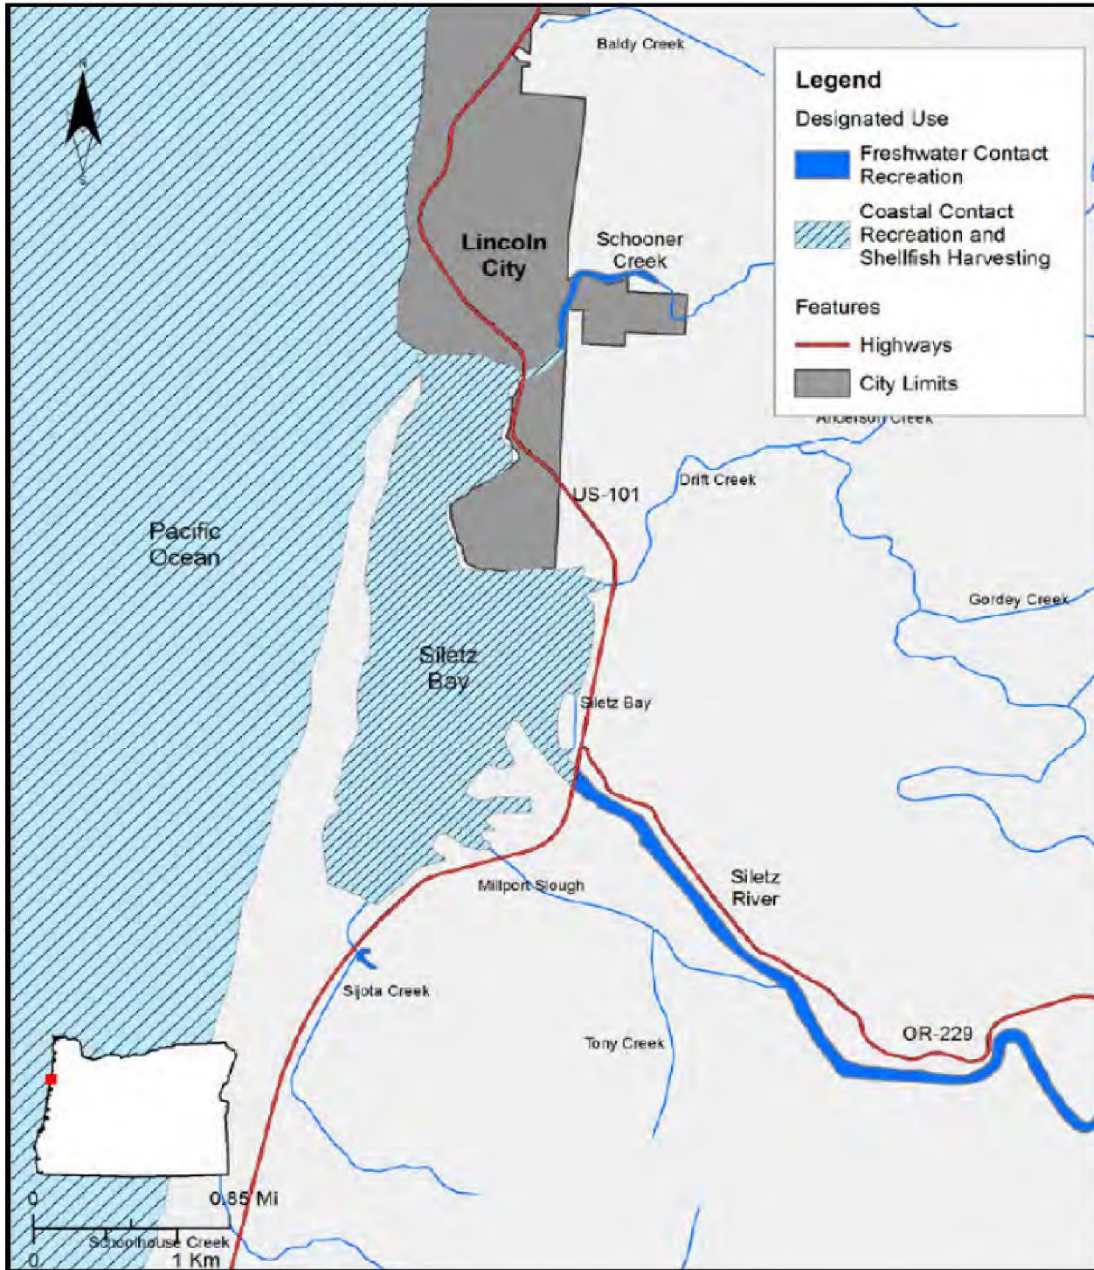 N
Baldy Creek
Legend
Designated Use
Freshwater Contact
Recreation
Coastal Contact
Recreation and
Shellfish Harvesting
Features
Highways
City Limits
Lincoln
City
Schooner
Creek
Anderson Creek
Drift Creek
US-101
Pacific
Ocean
Gordey Creek
Siletz
Bay
Siletz Bay
Siletz
River
Millport Slough
Sijota Creek
OR-229
Tony Creek
0
0.85 Mi
Schoolhouse Creek
0
1 Km